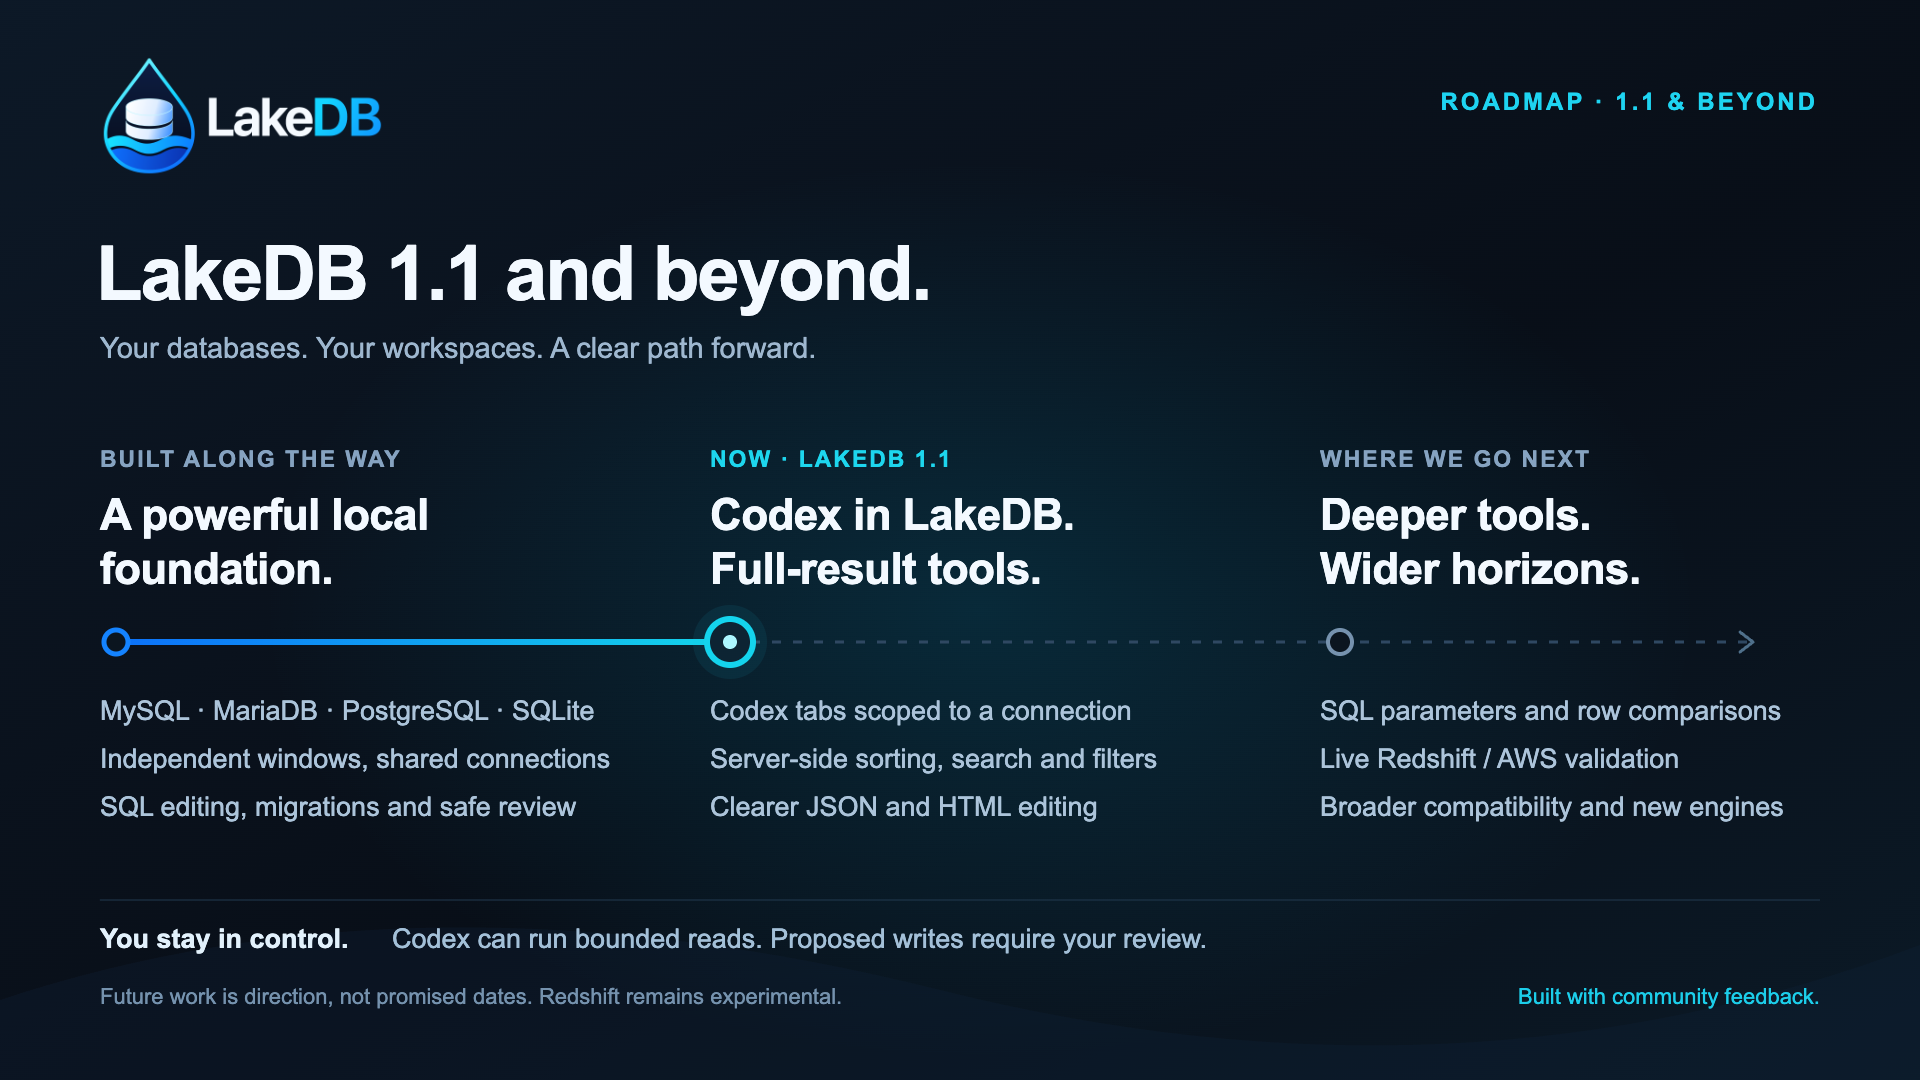 LakeDB
ROADMAP · 1.1 & BEYOND
LakeDB 1.1 and beyond.
Your databases. Your workspaces. A clear path forward.
BUILT ALONG THE WAY
A powerful local
foundation.
MySQL · MariaDB · PostgreSQL · SQLite
Independent windows, shared connections
SQL editing, migrations and safe review
NOW · LAKEDB 1.1
Codex in LakeDB.
Full-result tools.
Codex tabs scoped to a connection
Server-side sorting, search and filters
Clearer JSON and HTML editing
WHERE WE GO NEXT
Deeper tools.
Wider horizons.
SQL parameters and row comparisons
Live Redshift / AWS validation
Broader compatibility and new engines
You stay in control. Codex can run bounded reads. Proposed writes require your review.
Future work is direction, not promised dates. Redshift remains experimental.
Built with community feedback.